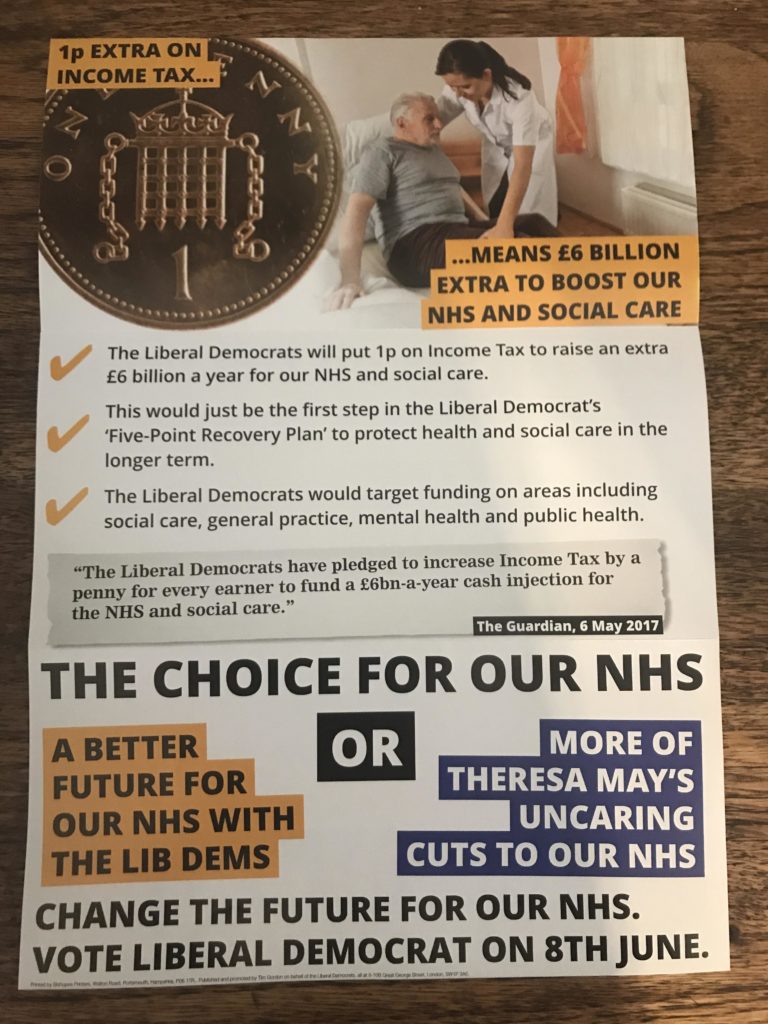 1p EXTRA ON
INCOME TAX...
ONE PENNY
1
...MEANS £6 BILLION
EXTRA TO BOOST OUR
NHS AND SOCIAL CARE
The Liberal Democrats will put 1p on Income Tax to raise an extra
£6 billion a year for our NHS and social care.
This would just be the first step in the Liberal Democrat's
'Five-Point Recovery Plan' to protect health and social care in the
longer term.
The Liberal Democrats would target funding on areas including
social care, general practice, mental health and public health.
“The Liberal Democrats have pledged to increase Income Tax by a
penny for every earner to fund a £6bn-a-year cash injection for
the NHS and social care.”
The Guardian, 6 May 2017
THE CHOICE FOR OUR NHS
A BETTER
FUTURE FOR
OUR NHS WITH
THE LIB DEMS
OR
MORE OF
THERESA MAY'S
UNCARING
CUTS TO OUR NHS
CHANGE THE FUTURE FOR OUR NHS.
VOTE LIBERAL DEMOCRAT ON 8TH JUNE.
Printed by Bishops Printers, Walton Road, Portsmouth, Hampshire, PO6 1TR. Published and promoted by Tim Gordon on behalf of the Liberal Democrats, all at 8-10B Great George Street, London, SW1P 3AE.